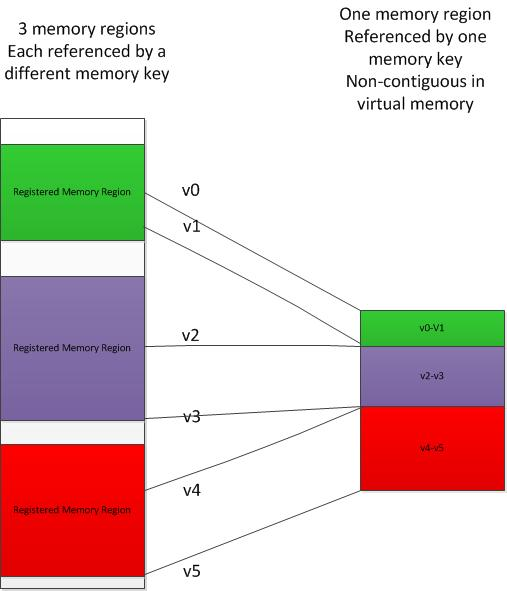 3 memory regions
Each referenced by a
different memory key
One memory region
Referenced by one
memory key
Non-contiguous in
virtual memory
Registered Memory Region
v0
v1
Registered Memory Region
v2
v3
Registered Memory Region
v4
v5
v0-V1
v2-v3
v4-v5